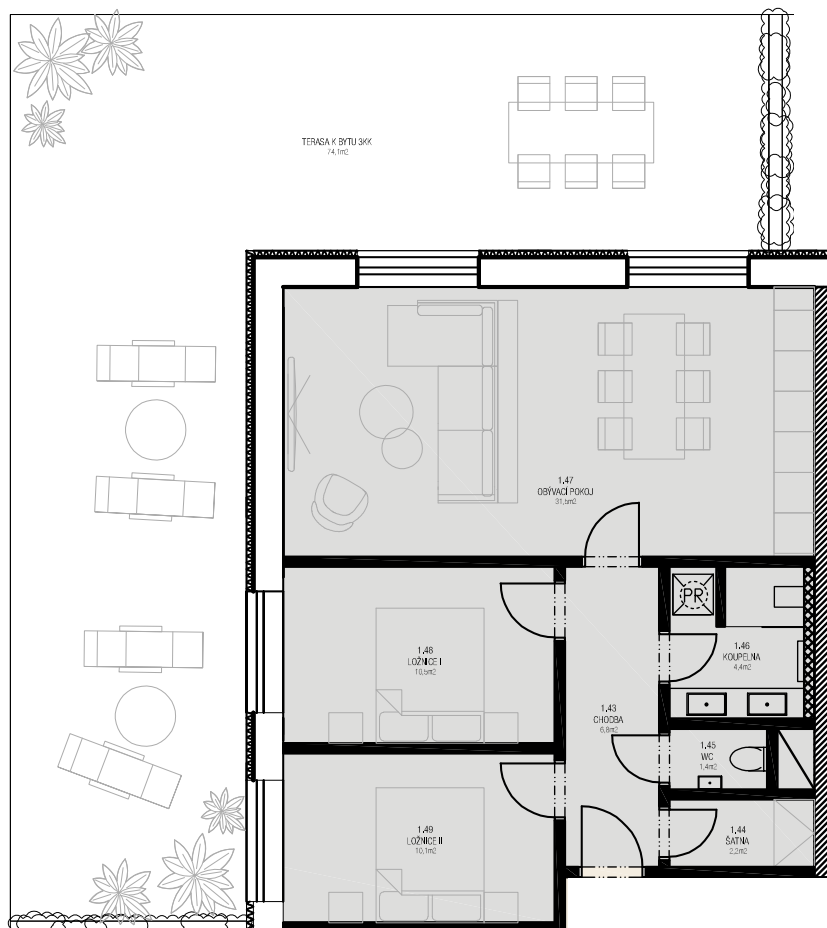 TERASA K BYTU 3KK
74,1m2
1.47
OBÝVACÍ POKOJ
31,5m2
PR
1.46
KOUPELNA
4,4m2
1.48
LOŽNICE I
10,5m2
1.43
CHODBA
6,8m2
1.45
WC
1,4m2
1.49
LOŽNICE II
10,1m2
1.44
ŠATNA
2,2m2